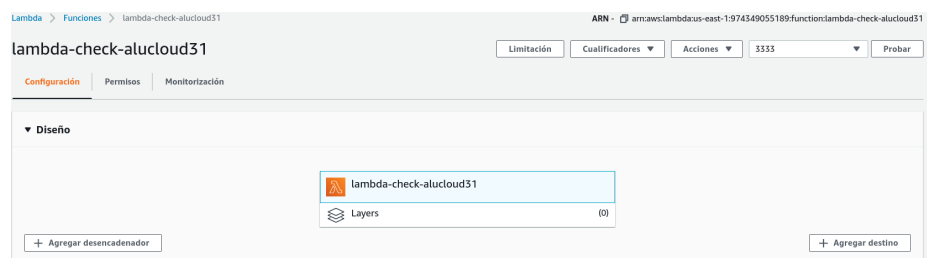 Lambda > Funciones > lambda-check-alucloud31 ARN - arn:aws:lambda:us-east-1:974349055189:function:lambda-check-alucloud31
lambda-check-alucloud31 Limitación Cualificadores ▼ Acciones ▼ 3333 ▼ Probar
Configuración Permisos Monitorización
▼ Diseño
lambda-check-alucloud31
Layers (0)
+ Agregar desencadenador + Agregar destino